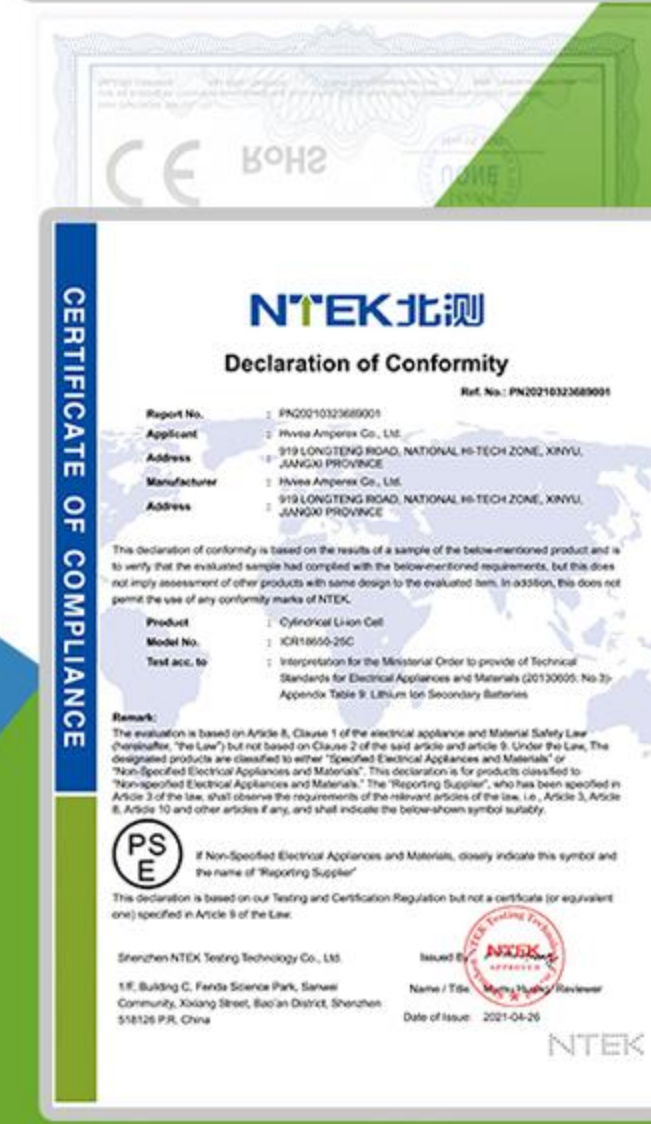 CE RoHS
CERTIFICATE OF COMPLIANCE
NTEK北测
Declaration of Conformity
Ref. No.: PN20210323689001
Report No. : PN20210323689001
Applicant : Hvvea Amperex Co., Ltd.
Address : 919 LONGTENG ROAD, NATIONAL HI-TECH ZONE, XINYU,
JIANGXI PROVINCE
Manufacturer : Hvvea Amperex Co., Ltd.
Address : 919 LONGTENG ROAD, NATIONAL HI-TECH ZONE, XINYU,
JIANGXI PROVINCE
This declaration of conformity is based on the results of a sample of the below-mentioned product and is
to verify that the evaluated sample had complied with the below-mentioned requirements, but this does
not imply assessment of other products with same design to the evaluated item. In addition, this does not
permit the use of any conformity marks of NTEK.
Product : Cylindrical Li-ion Cell
Model No. : ICR18650-25C
Test acc. to : Interpretation for the Ministerial Order to provide of Technical
Standards for Electrical Appliances and Materials (20130605, No.3)-
Appendix Table 9: Lithium Ion Secondary Batteries
Remark:
The evaluation is based on Article 8, Clause 1 of the electrical appliance and Material Safety Law
(hereinafter, "the Law") but not based on Clause 2 of the said article and article 9. Under the Law, The
designated products are classified to either "Specified Electrical Appliances and Materials" or
"Non-Specified Electrical Appliances and Materials". This declaration is for products classified to
"Non-specified Electrical Appliances and Materials." The "Reporting Supplier", who has been specified in
Article 3 of the law, shall observe the requirements of the relevant articles of the law, i.e., Article 3, Article
8, Article 10 and other articles if any, and shall indicate the below-shown symbol suitably.
PS
E
If Non-Specified Electrical Appliances and Materials, closely indicate this symbol and
the name of "Reporting Supplier"
This declaration is based on our Testing and Certification Regulation but not a certificate (or equivalent
one) specified in Article 9 of the Law.
Shenzhen NTEK Testing Technology Co., Ltd.
Issued By
NTEK
APPROVED
1/F, Building C, Fenda Science Park, Sanwei
Community, Xixiang Street, Bao'an District, Shenzhen
518126 P.R. China
Name / Title Reviewer
Date of Issue: 2021-04-26
NTEK